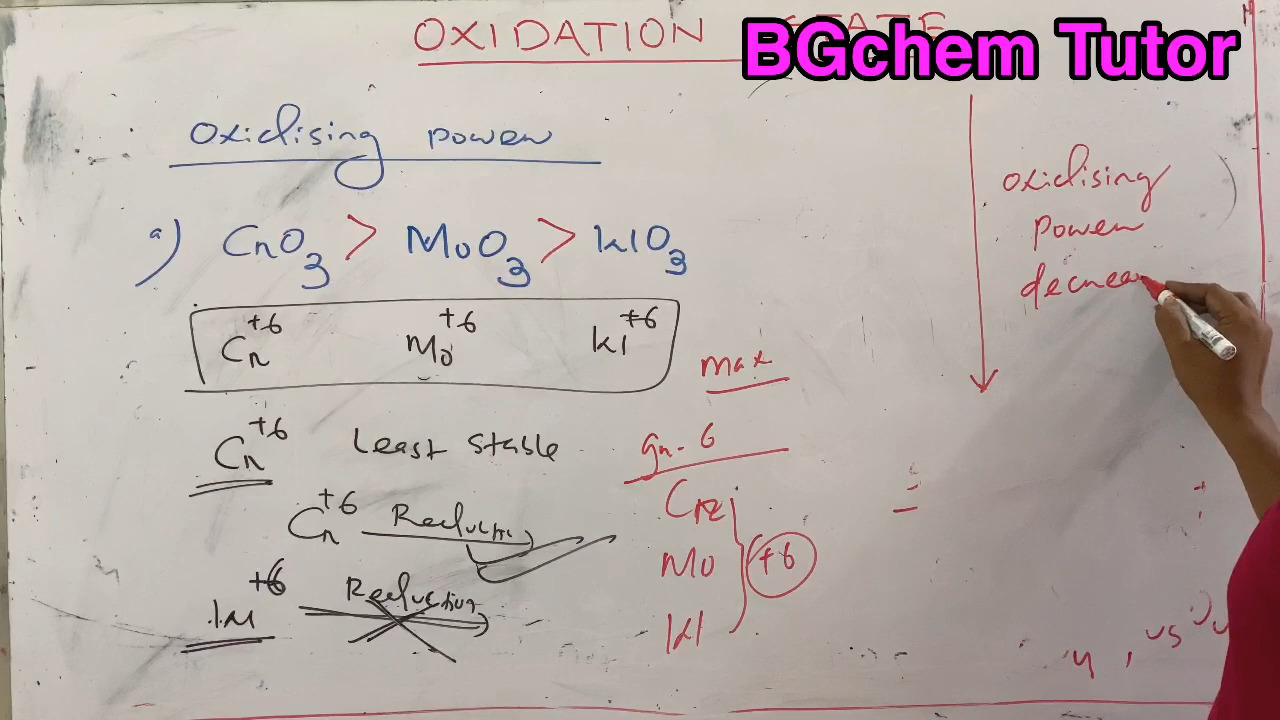 OXIDATION STATE
BGchem Tutor
Oxidising power
a) CrO3 > MoO3 > WO3
Cr+6 Mo+6 W+6
Cr+6 Least stable
Cr+6 Reduction
W+6 Reduction
max
gr-6
Cr
Mo +6
W
oxidising
power
decrea